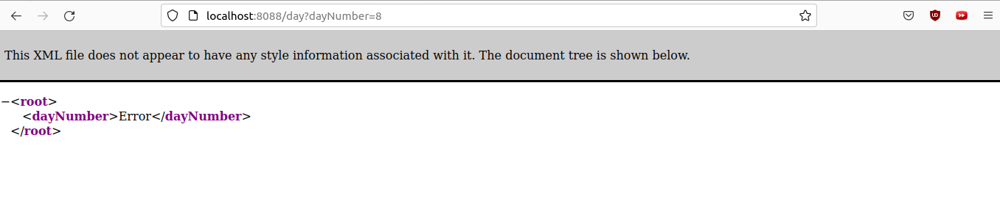 localhost:8088/day?dayNumber=8
This XML file does not appear to have any style information associated with it. The document tree is shown below.
−<root>
<dayNumber>Error</dayNumber>
</root>